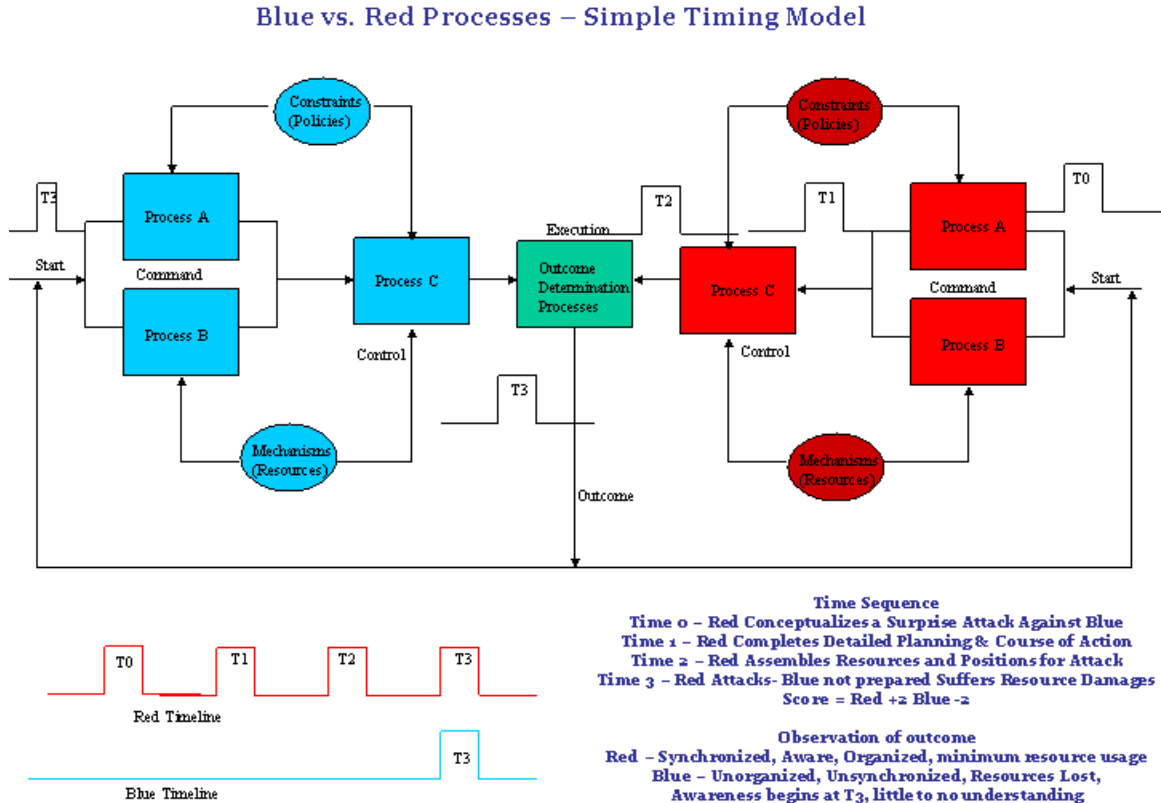 Blue vs. Red Processes – Simple Timing Model
Constraints
(Policies)
Constraints
(Policies)
T3
Process A
Start
Command
Process B
Process C
Control
Mechanisms
(Resources)
Execution
Outcome
Determination
Processes
T2
T1
T0
Process A
Process C
Command
Start
Process B
Control
T3
Mechanisms
(Resources)
Outcome
Time Sequence
Time 0 – Red Conceptualizes a Surprise Attack Against Blue
Time 1 – Red Completes Detailed Planning & Course of Action
Time 2 – Red Assembles Resources and Positions for Attack
Time 3 – Red Attacks- Blue not prepared Suffers Resource Damages
Score = Red +2 Blue -2
T0
T1
T2
T3
Red Timeline
T3
Blue Timeline
Observation of outcome
Red – Synchronized, Aware, Organized, minimum resource usage
Blue – Unorganized, Unsynchronized, Resources Lost,
Awareness begins at T3, little to no understanding